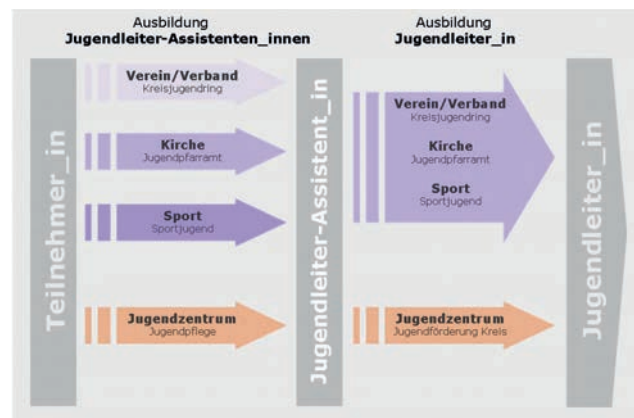 Ausbildung
Jugendleiter-Assistenten_innen
Ausbildung
Jugendleiter_in
Teilnehmer_in
Verein/Verband
Kreisjugendring
Kirche
Jugendpfarramt
Sport
Sportjugend
Jugendzentrum
Jugendpflege
Jugendleiter-Assistent_in
Verein/Verband
Kreisjugendring
Kirche
Jugendpfarramt
Sport
Sportjugend
Jugendzentrum
Jugendförderung Kreis
Jugendleiter_in